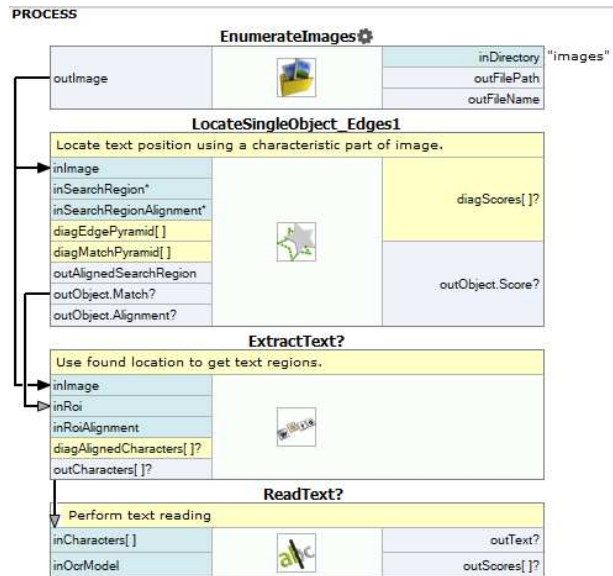 PROCESS
EnumerateImages
outImage
inDirectory "images"
outFilePath
outFileName
LocateSingleObject_Edges1
Locate text position using a characteristic part of image.
inImage
inSearchRegion*
inSearchRegionAlignment*
diagEdgePyramid[ ]
diagMatchPyramid[ ]
outAlignedSearchRegion
outObject.Match?
outObject.Alignment?
diagScores[ ]?
outObject.Score?
ExtractText?
Use found location to get text regions.
inImage
inRoi
inRoiAlignment
diagAlignedCharacters[ ]?
outCharacters[ ]?
ReadText?
Perform text reading
inCharacters[ ]
inOcrModel
abc
outText?
outScores[ ]?